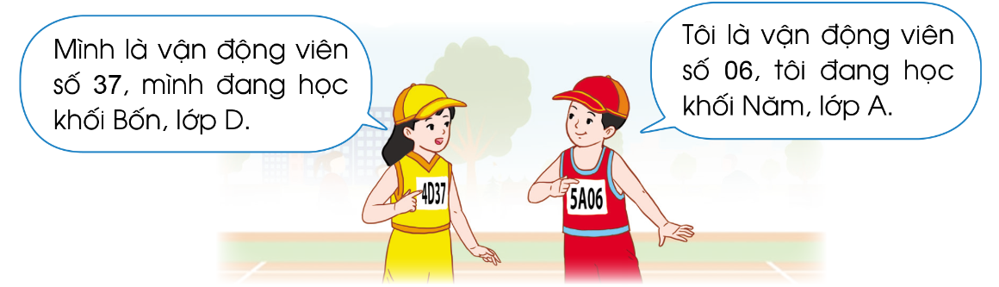 Mình là vận động viên
số 37, mình đang học
khối Bốn, lớp D.
Tôi là vận động viên
số 06, tôi đang học
khối Năm, lớp A.
4D37
5A06